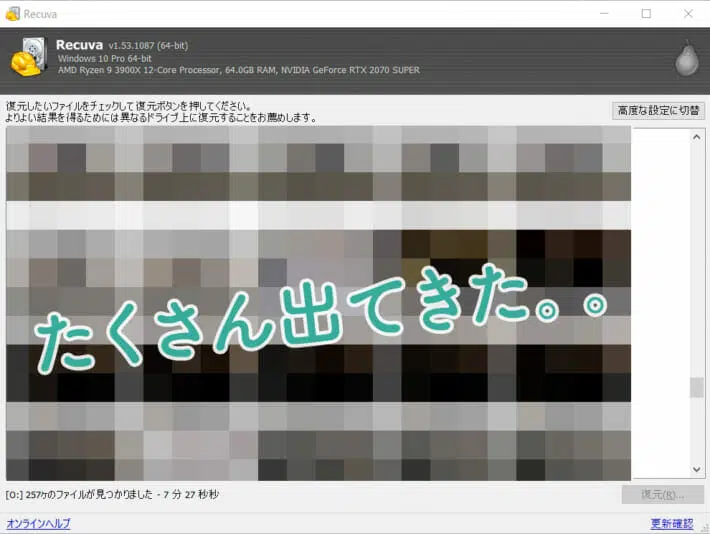 Recuva
Recuva v1.53.1087 (64-bit)
Windows 10 Pro 64-bit
AMD Ryzen 9 3900X 12-Core Processor, 64.0GB RAM, NVIDIA GeForce RTX 2070 SUPER
復元したいファイルをチェックして復元ボタンを押してください。
よりよい結果を得るためには異なるドライブ上に復元することをお薦めします。
高度な設定に切替
たくさん出てきた。。
[O:] 257ケのファイルが見つかりました - 7 分 27 秒秒
復元(R)...
オンラインヘルプ
更新確認